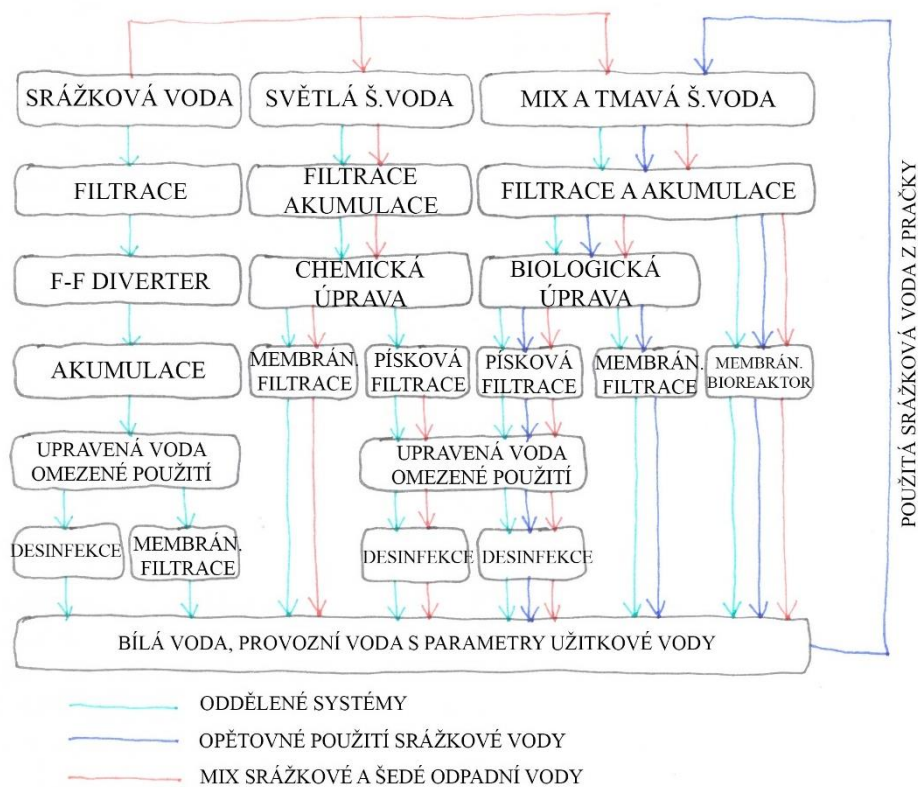 SRÁŽKOVÁ VODA
SVĚTLÁ Š.VODA
MIX A TMAVÁ Š.VODA
FILTRACE
FILTRACE
AKUMULACE
FILTRACE A AKUMULACE
F-F DIVERTER
CHEMICKÁ
ÚPRAVA
BIOLOGICKÁ
ÚPRAVA
AKUMULACE
MEMBRÁN.
FILTRACE
PÍSKOVÁ
FILTRACE
PÍSKOVÁ
FILTRACE
MEMBRÁN.
FILTRACE
MEMBRÁN.
BIOREAKTOR
UPRAVENÁ VODA
OMEZENÉ POUŽITÍ
UPRAVENÁ VODA
OMEZENÉ POUŽITÍ
DESINFEKCE
MEMBRÁN.
FILTRACE
DESINFEKCE
DESINFEKCE
BÍLÁ VODA, PROVOZNÍ VODA S PARAMETRY UŽITKOVÉ VODY
POUŽITÁ SRÁŽKOVÁ VODA Z PRAČKY
ODDĚLENÉ SYSTÉMY
OPĚTOVNÉ POUŽITÍ SRÁŽKOVÉ VODY
MIX SRÁŽKOVÉ A ŠEDÉ ODPADNÍ VODY